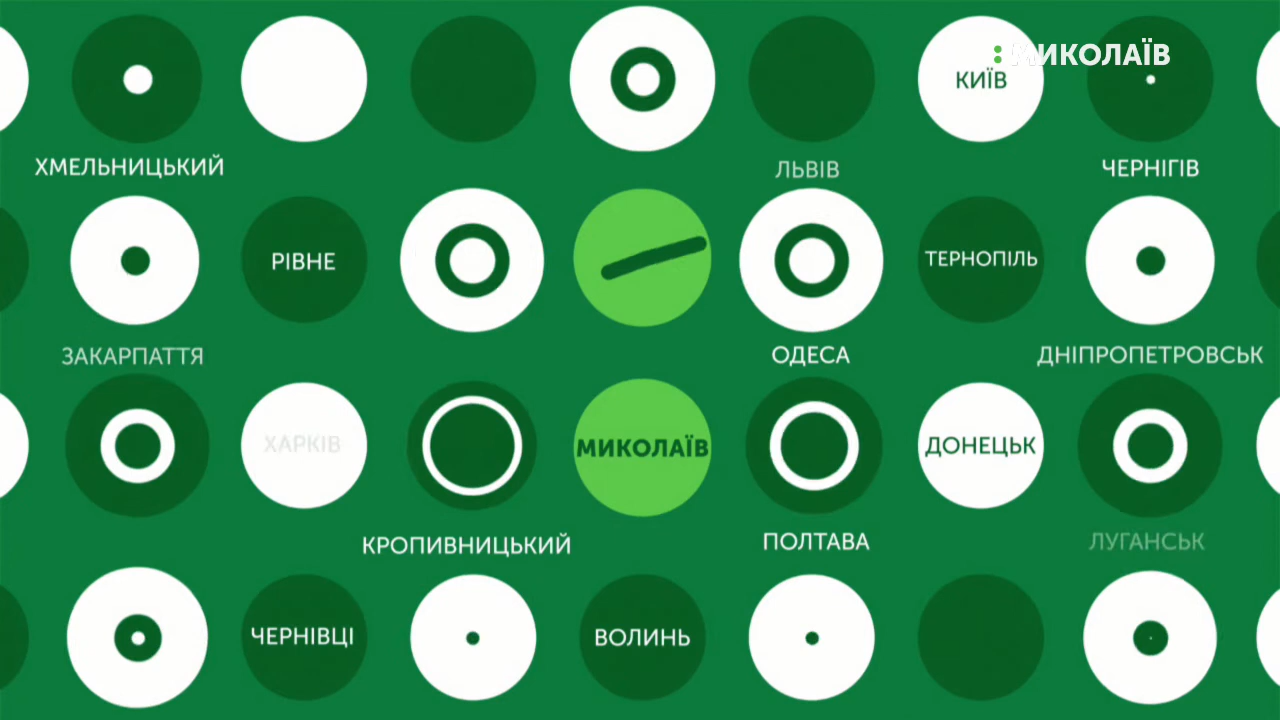 МИКОЛАЇВ
КИЇВ
ХМЕЛЬНИЦЬКИЙ
ЛЬВІВ
ЧЕРНІГІВ
РІВНЕ
ТЕРНОПІЛЬ
ЗАКАРПАТТЯ
ОДЕСА
ДНІПРОПЕТРОВСЬК
ХАРКІВ
МИКОЛАЇВ
ДОНЕЦЬК
КРОПИВНИЦЬКИЙ
ПОЛТАВА
ЛУГАНСЬК
ЧЕРНІВЦІ
ВОЛИНЬ